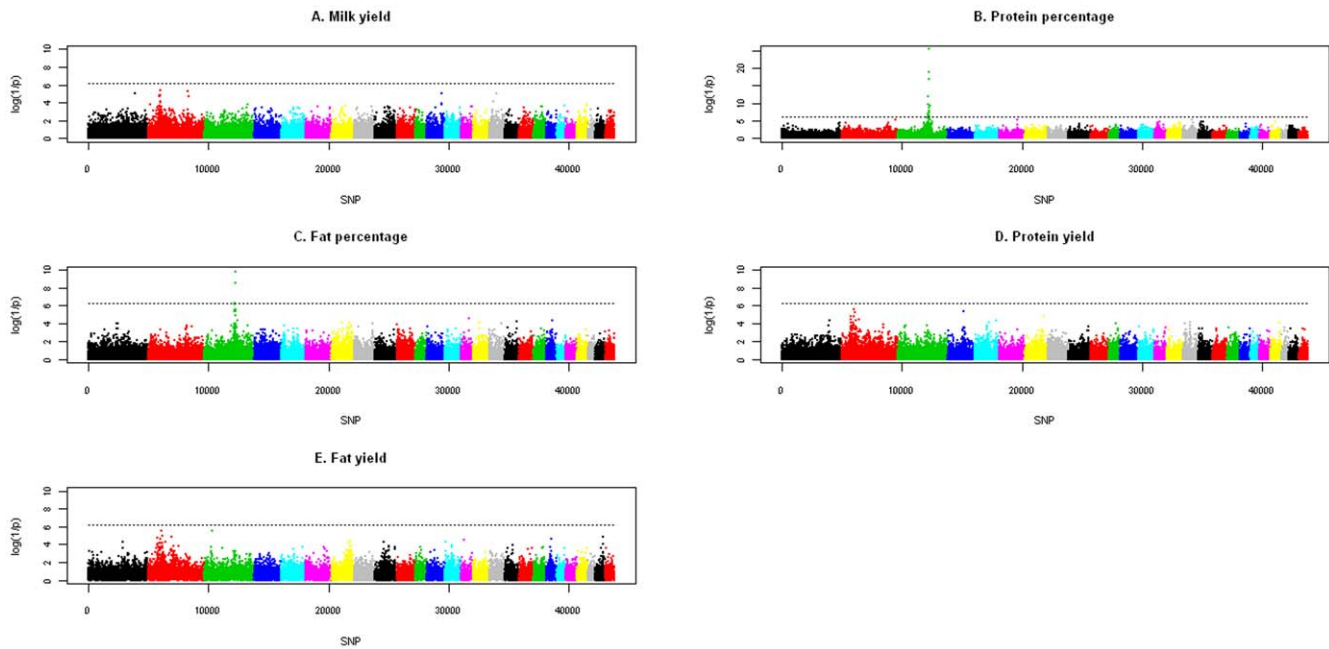 A. Milk yield
log(1/p)
0 2 4 6 8 10
0 10000 20000 30000 40000
SNP
B. Protein percentage
log(1/p)
0 5 10 20
0 10000 20000 30000 40000
SNP
C. Fat percentage
log(1/p)
0 2 4 6 8 10
0 10000 20000 30000 40000
SNP
D. Protein yield
log(1/p)
0 2 4 6 8 10
0 10000 20000 30000 40000
SNP
E. Fat yield
log(1/p)
0 2 4 6 8 10
0 10000 20000 30000 40000
SNP